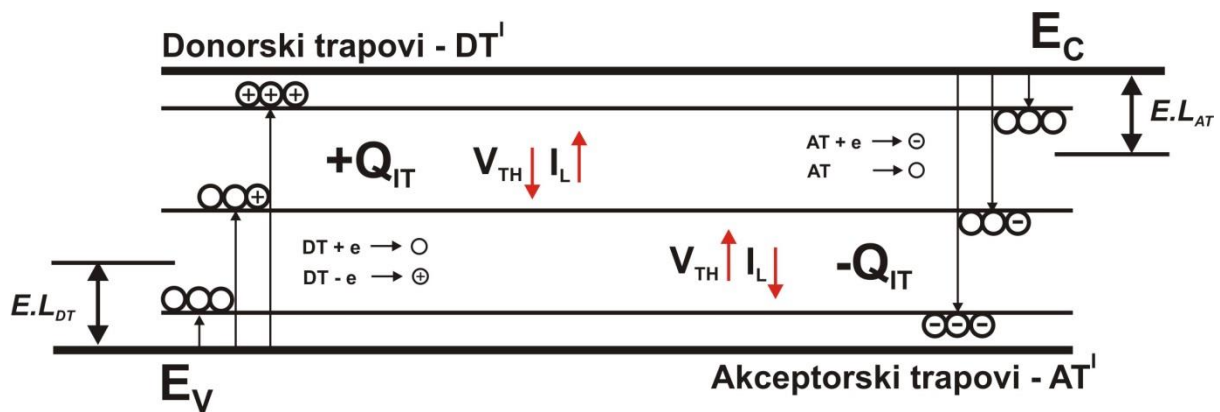 Donorski trapovi - DT^I
E_C
E.L_AT
+Q_IT
V_TH I_L
AT + e → ⊖
AT → ○
DT + e → ○
DT - e → ⊕
V_TH I_L
-Q_IT
E.L_DT
E_V
Akceptorski trapovi - AT^I